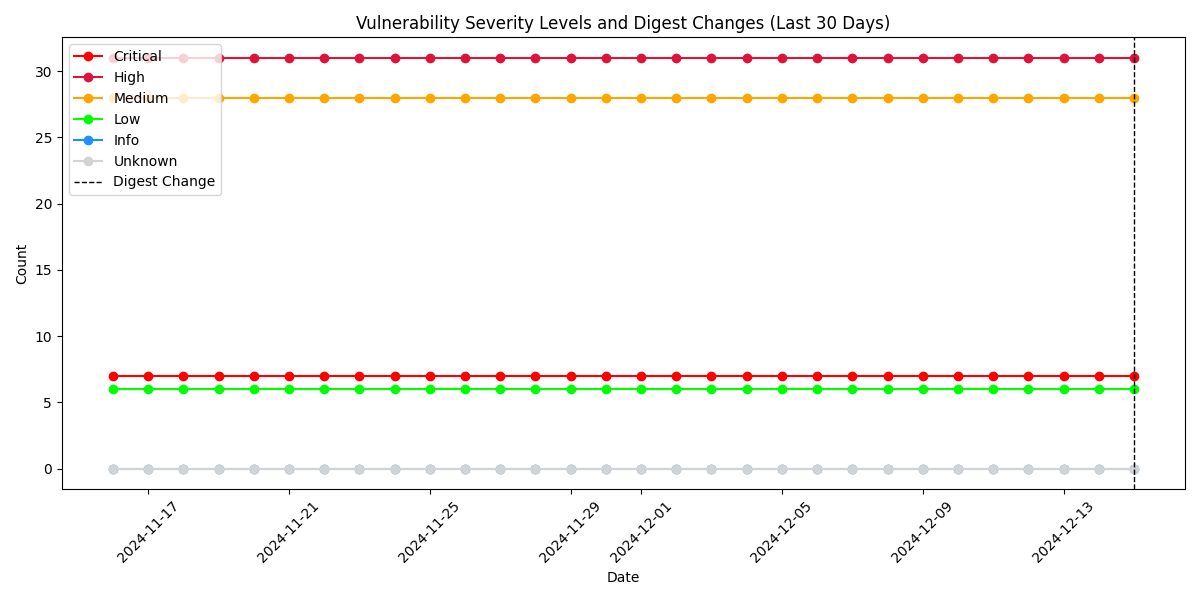 Vulnerability Severity Levels and Digest Changes (Last 30 Days)
Critical
High
Medium
Low
Info
Unknown
Digest Change
Count
30
25
20
15
10
5
0
2024-11-17
2024-11-21
2024-11-25
2024-11-29
2024-12-01
2024-12-05
2024-12-09
2024-12-13
Date